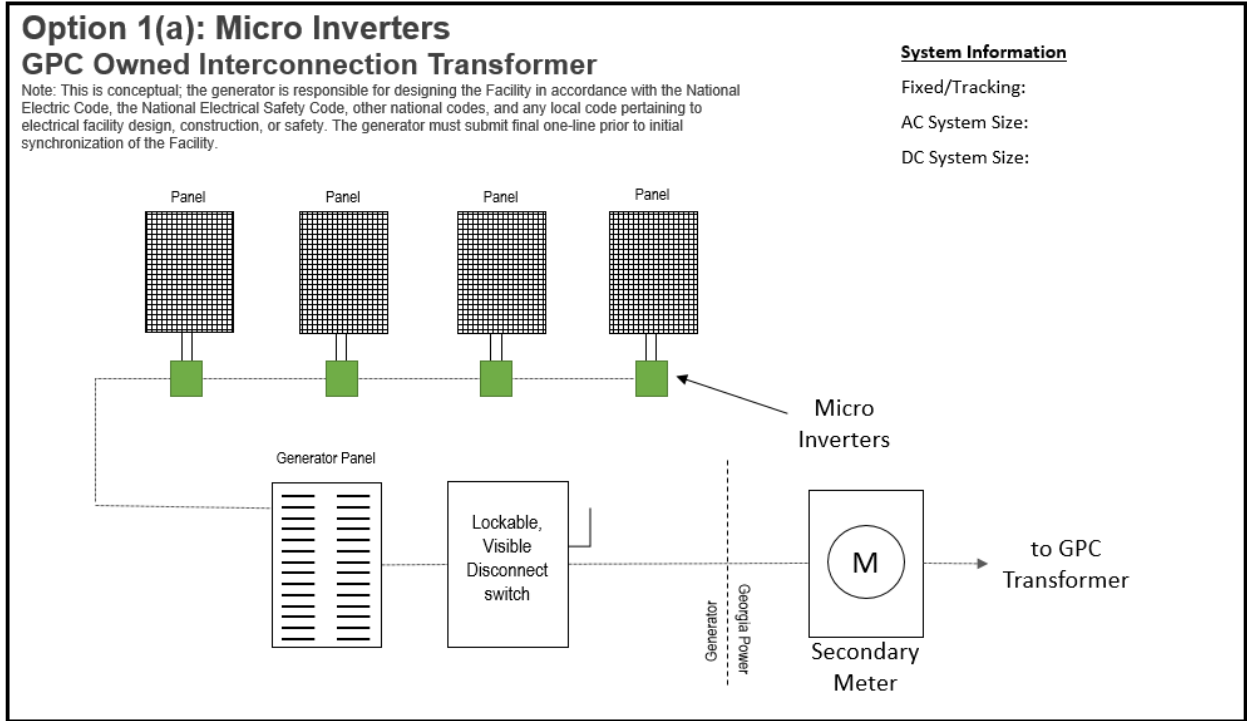 Option 1(a): Micro Inverters
GPC Owned Interconnection Transformer
Note: This is conceptual; the generator is responsible for designing the Facility in accordance with the National
Electric Code, the National Electrical Safety Code, other national codes, and any local code pertaining to
electrical facility design, construction, or safety. The generator must submit final one-line prior to initial
synchronization of the Facility.
System Information
Fixed/Tracking:
AC System Size:
DC System Size:
Panel
Panel
Panel
Panel
Micro
Inverters
Generator Panel
Lockable,
Visible
Disconnect
switch
Generator
Georgia Power
M
Secondary
Meter
to GPC
Transformer